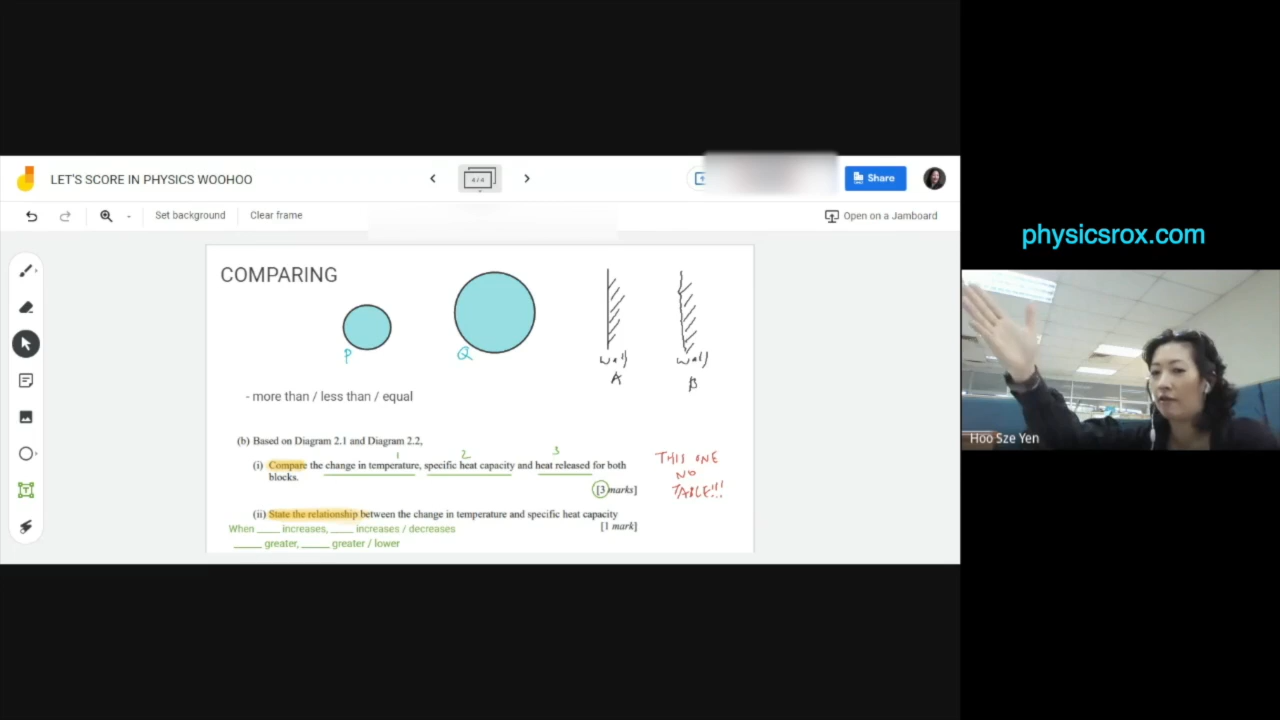 LET'S SCORE IN PHYSICS WOOHOO
4 / 4
Share
Set background
Clear frame
Open on a Jamboard
physicsrox.com
COMPARING
P
Q
Wall
A
Wall
B
- more than / less than / equal
(b) Based on Diagram 2.1 and Diagram 2.2,
1
2
3
(i) Compare the change in temperature, specific heat capacity and heat released for both
blocks.
[3 marks]
THIS ONE
NO
TABLE!!!
(ii) State the relationship between the change in temperature and specific heat capacity
[1 mark]
When ____ increases, ____ increases / decreases
_____ greater, _____ greater / lower
Hoo Sze Yen